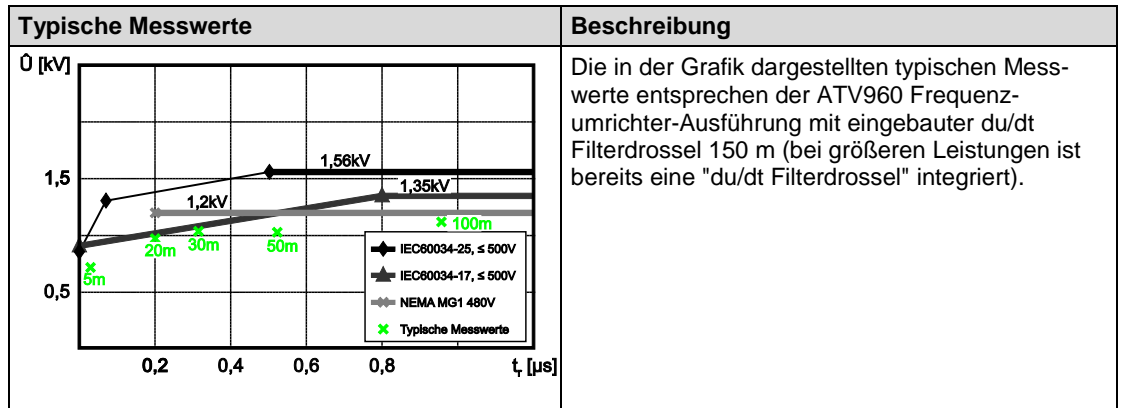 Typische Messwerte
Beschreibung
Û [kV]
1,5
0,5
0,2
0,4
0,6
0,8
tr [µs]
1,56kV
1,35kV
1,2kV
5m
20m
30m
50m
100m
IEC60034-25, ≤ 500V
IEC60034-17, ≤ 500V
NEMA MG1 480V
Typische Messwerte
Die in der Grafik dargestellten typischen Mess-
werte entsprechen der ATV960 Frequenz-
umrichter-Ausführung mit eingebauter du/dt
Filterdrossel 150 m (bei größeren Leistungen ist
bereits eine "du/dt Filterdrossel" integriert).